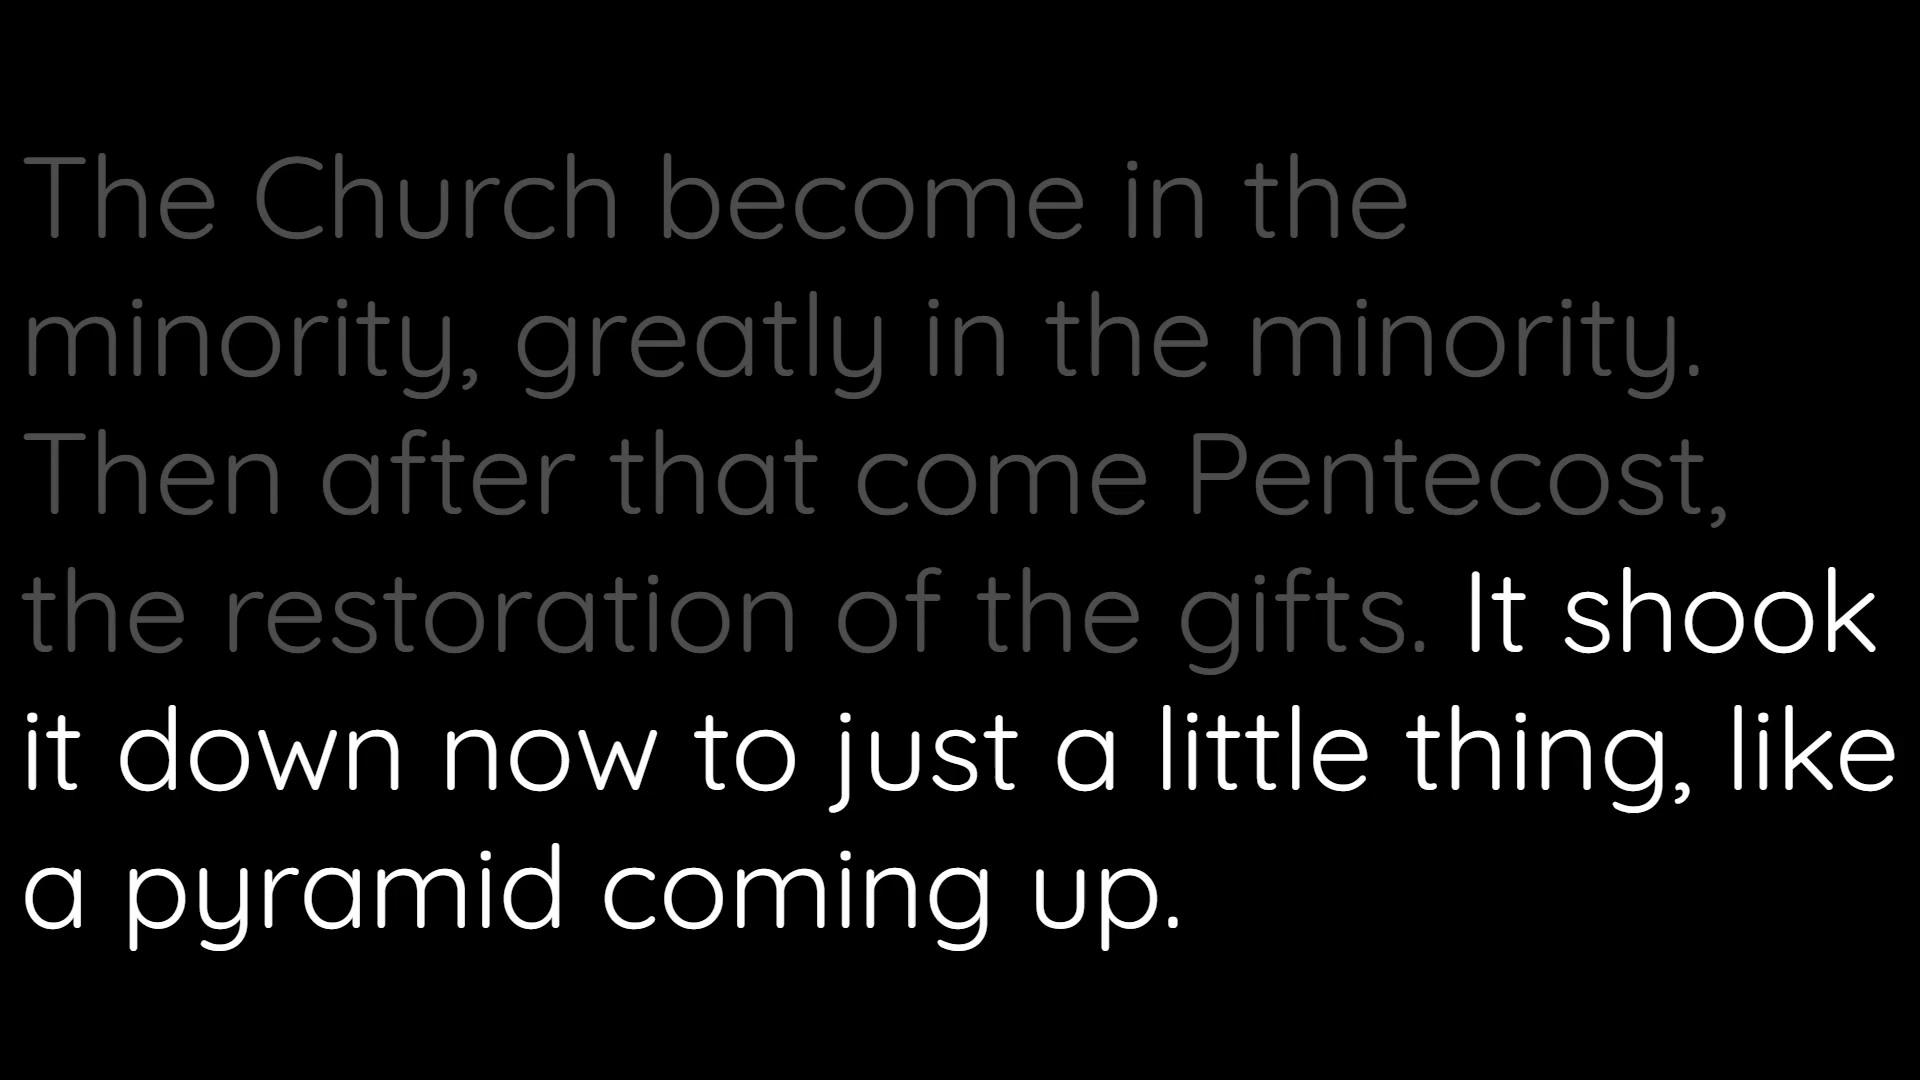 The Church become in the
minority, greatly in the minority.
Then after that come Pentecost,
the restoration of the gifts. It shook
it down now to just a little thing, like
a pyramid coming up.